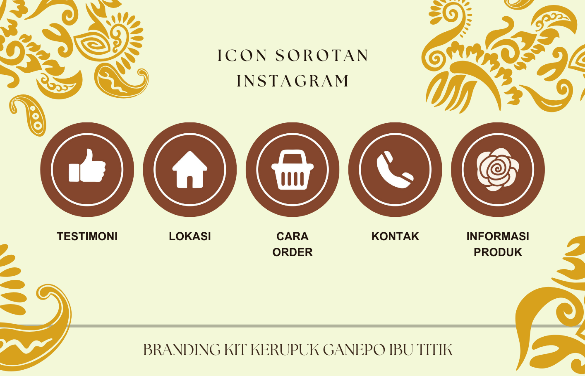 ICON SOROTAN
INSTAGRAM
TESTIMONI
LOKASI
CARA
ORDER
KONTAK
INFORMASI
PRODUK
BRANDING KIT KERUPUK GANEPO IBU TITIK